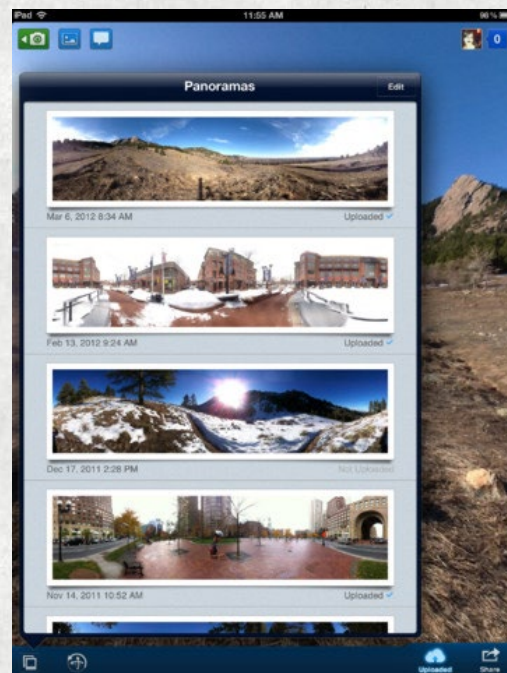 iPad 11:55 AM 96%
0
Panoramas Edit
Mar 6, 2012 8:34 AM Uploaded
Feb 13, 2012 9:24 AM Uploaded
Dec 17, 2011 2:28 PM Not Uploaded
Nov 14, 2011 10:52 AM Uploaded
Uploaded Share